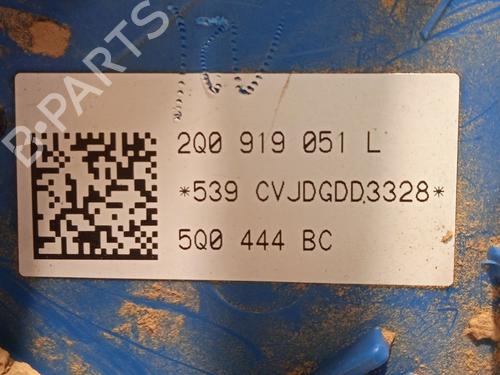 B-PARTS
2Q0 919 051 L
*539 CVJDGDD3328*
5Q0 444 BC